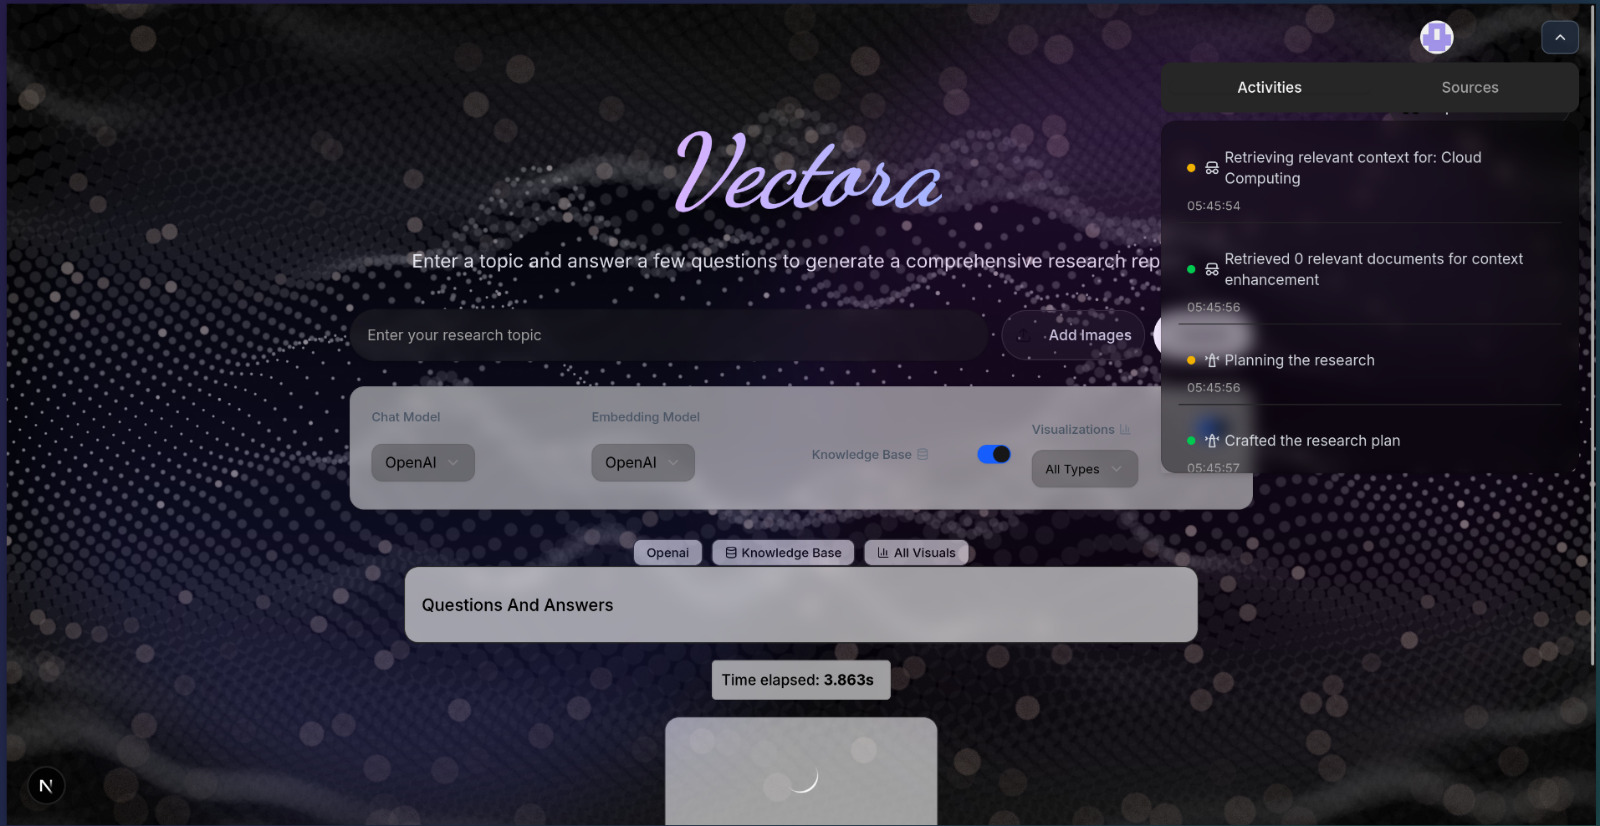 Activities
Sources
Retrieving relevant context for: Cloud
Computing
05:45:54
Retrieved 0 relevant documents for context
enhancement
05:45:56
Planning the research
05:45:56
Crafted the research plan
05:45:57
Vectora
Enter a topic and answer a few questions to generate a comprehensive research rep
Enter your research topic
Add Images
Chat Model
OpenAI
Embedding Model
OpenAI
Knowledge Base
Visualizations
All Types
Openai
Knowledge Base
All Visuals
Questions And Answers
Time elapsed: 3.863s
N